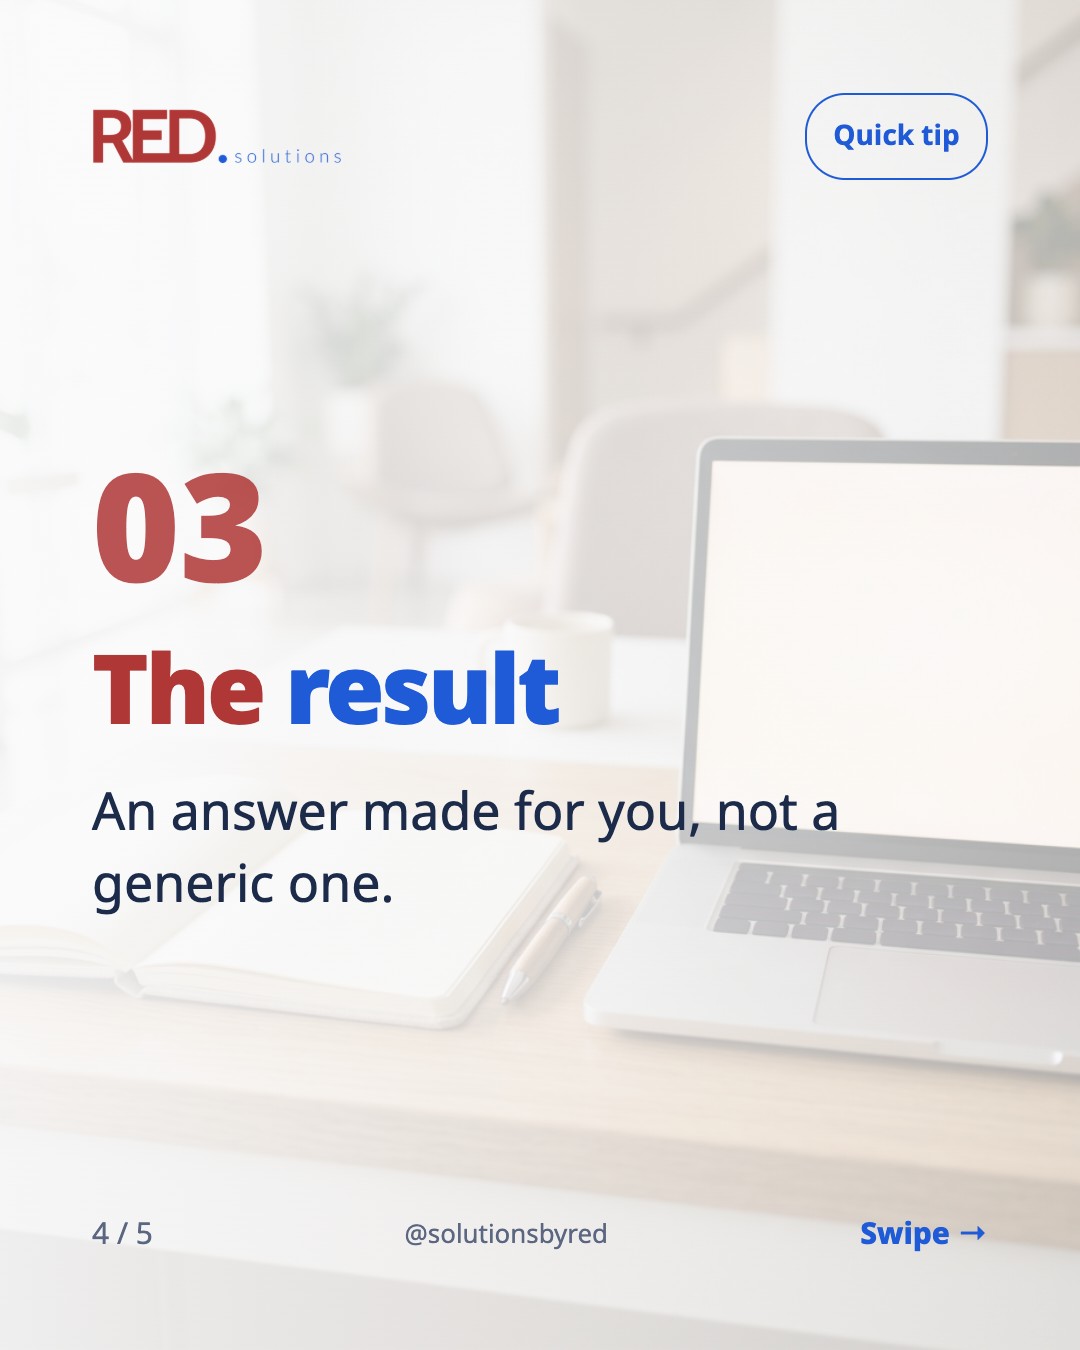 RED.solutions
Quick tip
03
The result
An answer made for you, not a
generic one.
4 / 5
@solutionsbyred
Swipe →